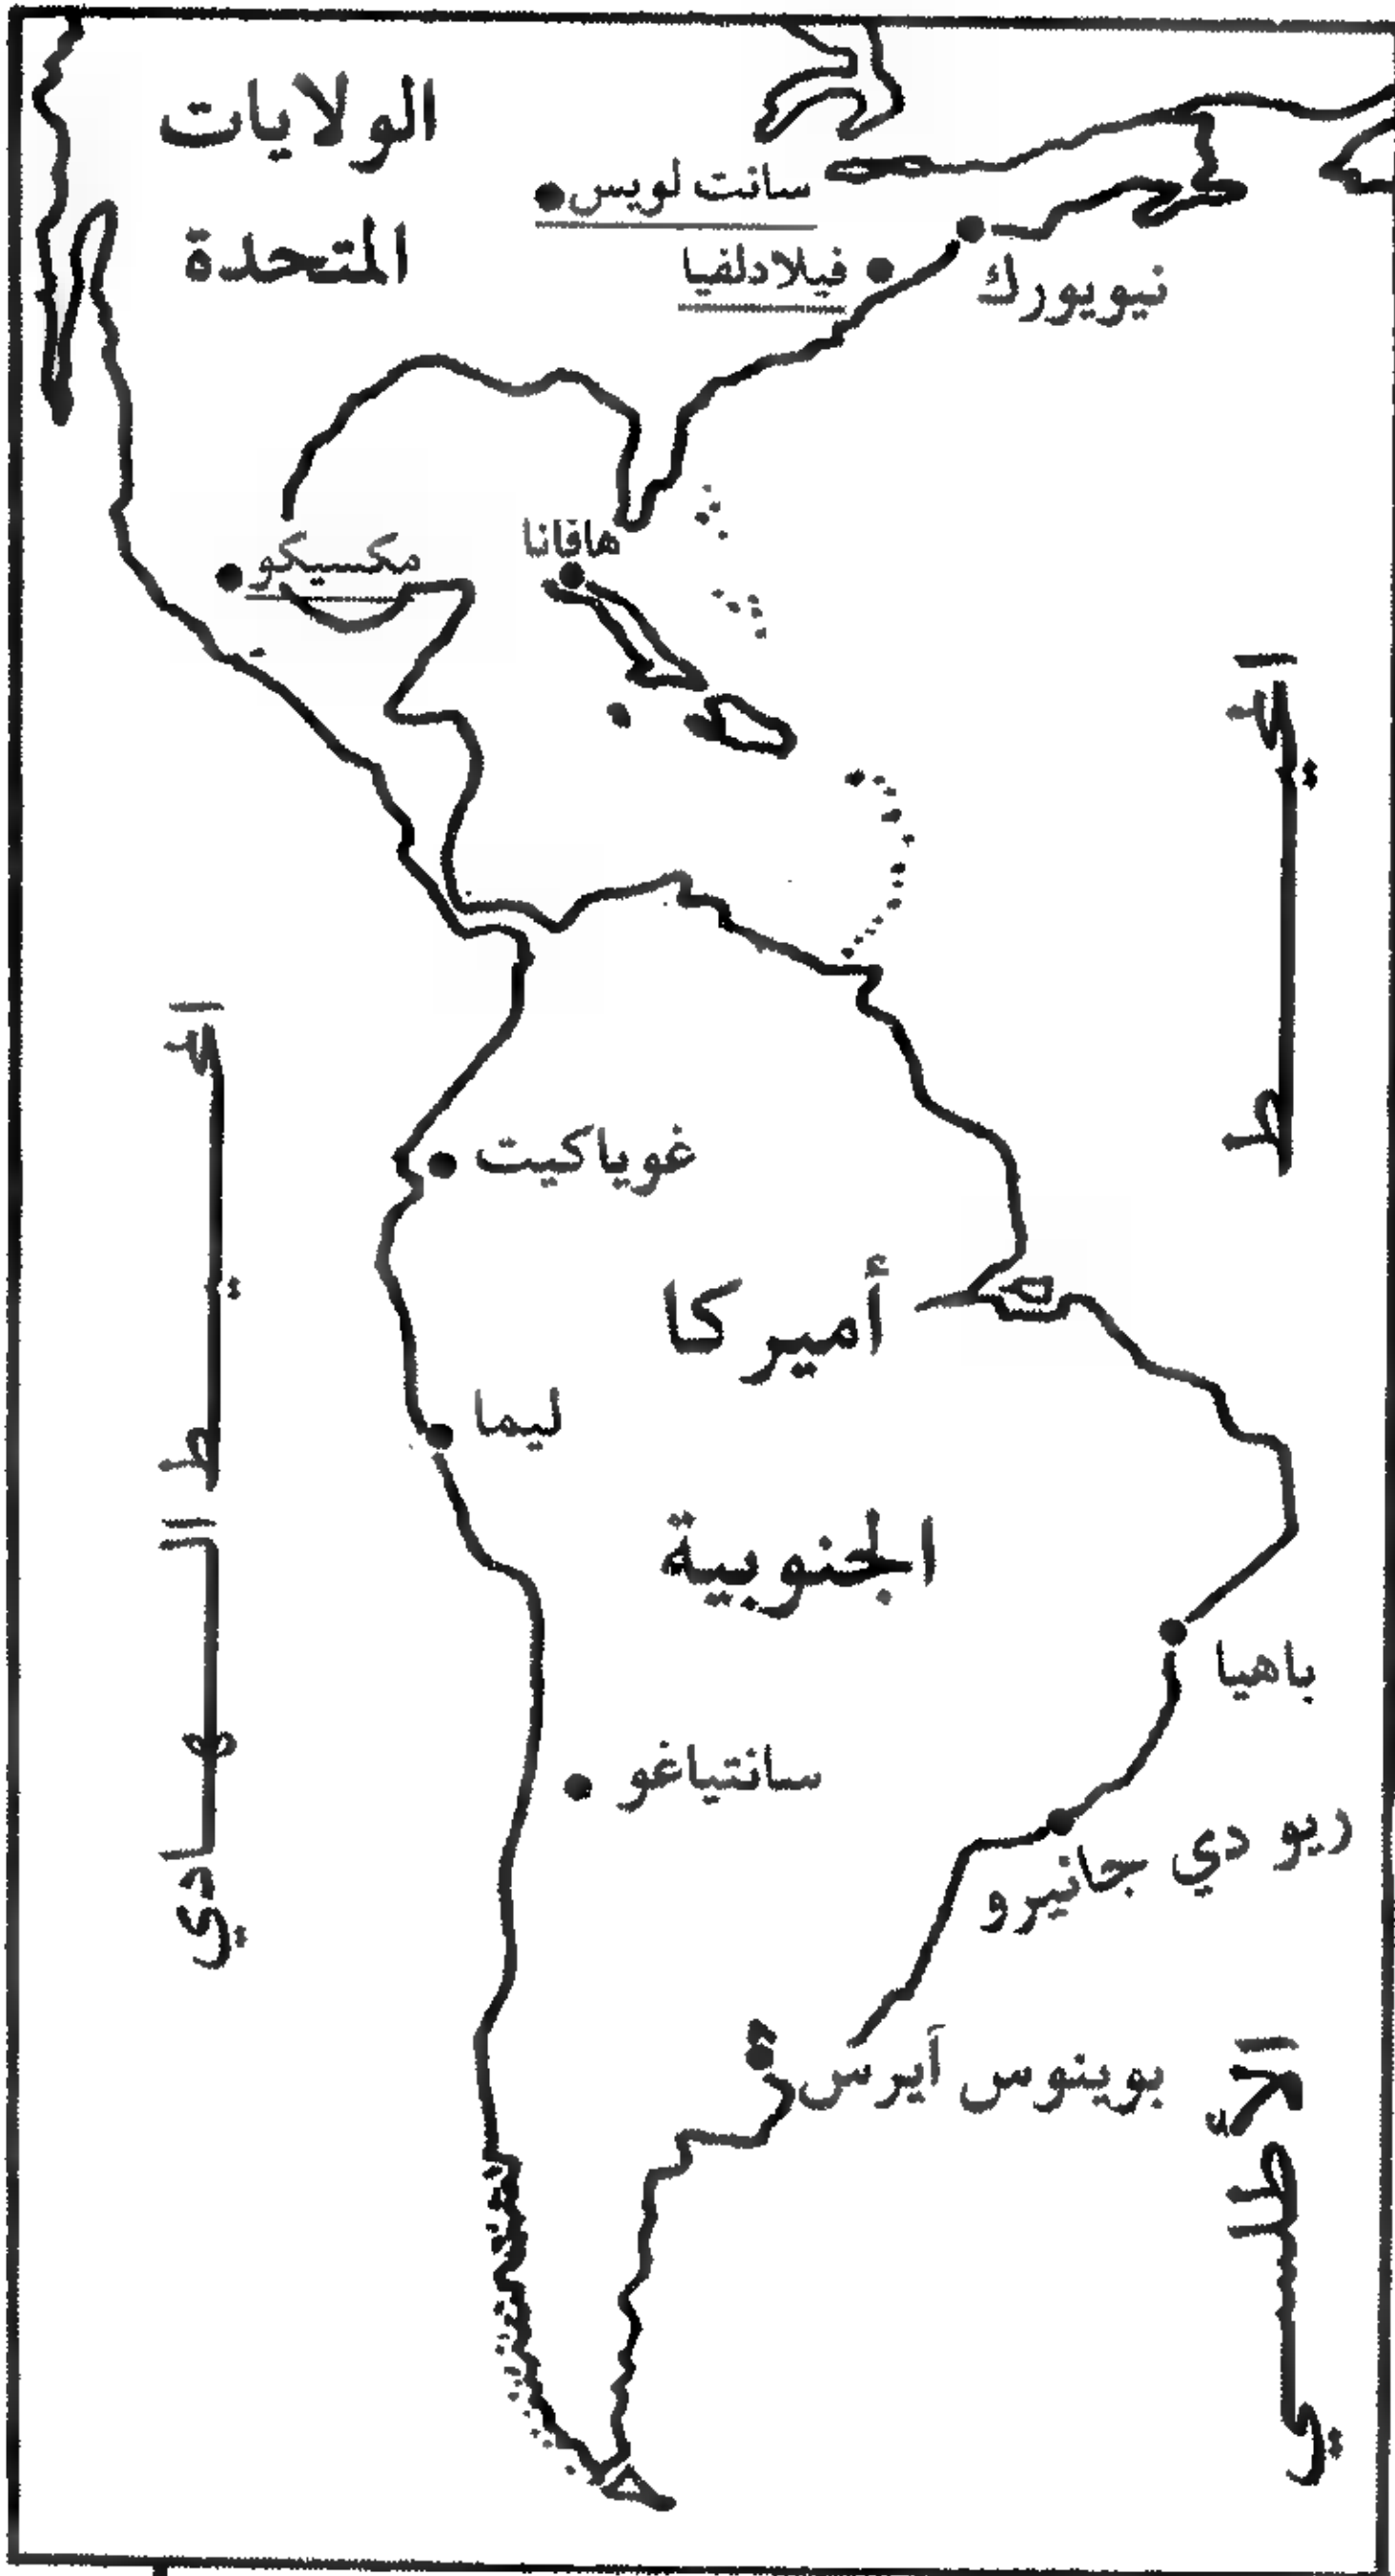 الولايات
المتحدة
سانت لويس
فيلادلفيا
نيويورك
مكسيكو
هافانا
المحيط
الأطلسي
المحيط الهادي
غوياكيت
أميركا
الجنوبية
ليما
باهيا
سانتياغو
ريو دي جانيرو
بوينوس آيرس